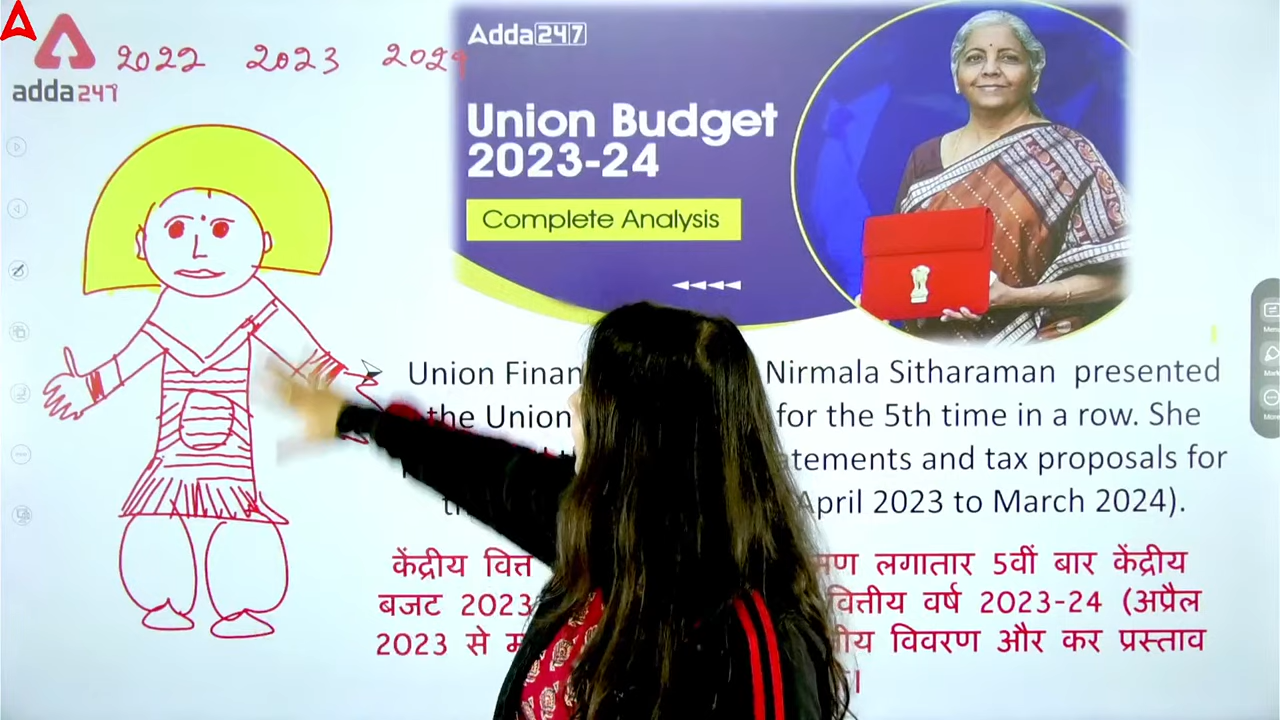 2022 2023 2024
adda247
Adda247
Union Budget
2023-24
Complete Analysis
Union Finan Nirmala Sitharaman presented
the Union for the 5th time in a row. She
tements and tax proposals for
April 2023 to March 2024).
केंद्रीय वित्त मण लगातार 5वीं बार केंद्रीय
बजट 2023 वित्तीय वर्ष 2023-24 (अप्रैल
2023 से म ीय विवरण और कर प्रस्ताव